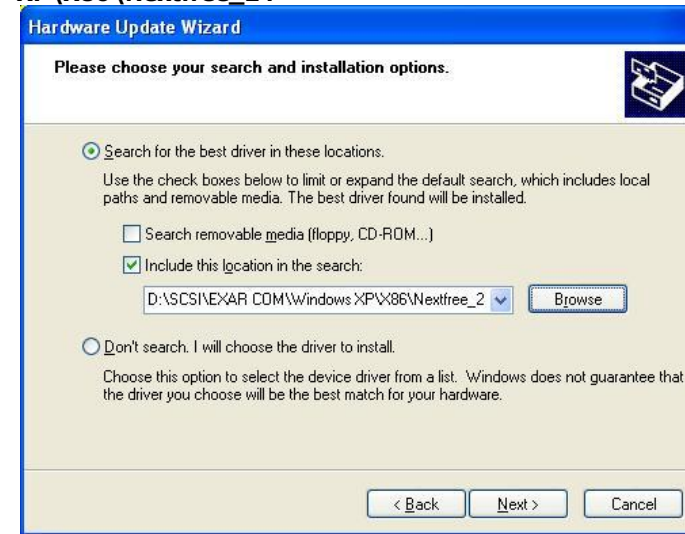 Hardware Update Wizard
Please choose your search and installation options.
Search for the best driver in these locations.
Use the check boxes below to limit or expand the default search, which includes local
paths and removable media. The best driver found will be installed.
Search removable media (floppy, CD-ROM...)
Include this location in the search:
D:\SCSI\EXAR COM\Windows XP\X86\Nextfree_2
Browse
Don't search. I will choose the driver to install.
Choose this option to select the device driver from a list. Windows does not guarantee that
the driver you choose will be the best match for your hardware.
< Back
Next >
Cancel